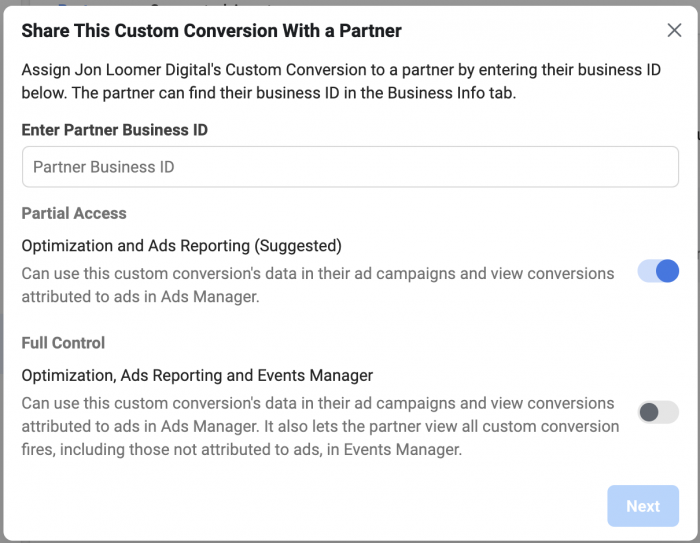 Share This Custom Conversion With a Partner
Assign Jon Loomer Digital's Custom Conversion to a partner by entering their business ID
below. The partner can find their business ID in the Business Info tab.
Enter Partner Business ID
Partner Business ID
Partial Access
Optimization and Ads Reporting (Suggested)
Can use this custom conversion's data in their ad campaigns and view conversions
attributed to ads in Ads Manager.
Full Control
Optimization, Ads Reporting and Events Manager
Can use this custom conversion's data in their ad campaigns and view conversions
attributed to ads in Ads Manager. It also lets the partner view all custom conversion
fires, including those not attributed to ads, in Events Manager.
Next